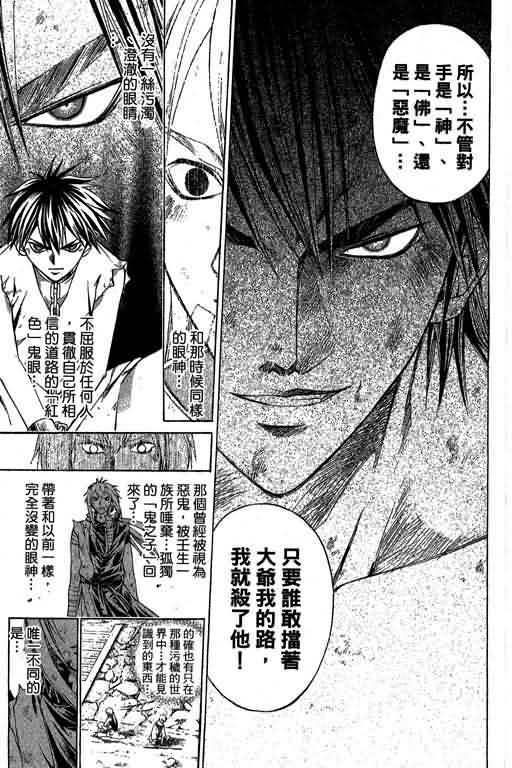 所以…不管對
手是「神」、
是「佛」、還
是「惡魔」…
只要誰敢擋著
大爺我的路，
我就殺了他！
沒有一絲污濁
、澄澈的眼睛
…
和那時候同樣
的眼神…
不屈服於任何人
，貫徹自己所相
信的道路的「紅
色」鬼眼…
那個曾經被視為
惡鬼，被壬生一
族所唾棄…孤獨
的「鬼之子」回
來了…
帶著和以前一樣，
完全沒變的眼神…
的確也有只在
那種污穢的世
界中…才能見
識到的東西…
唯一不同的
是…